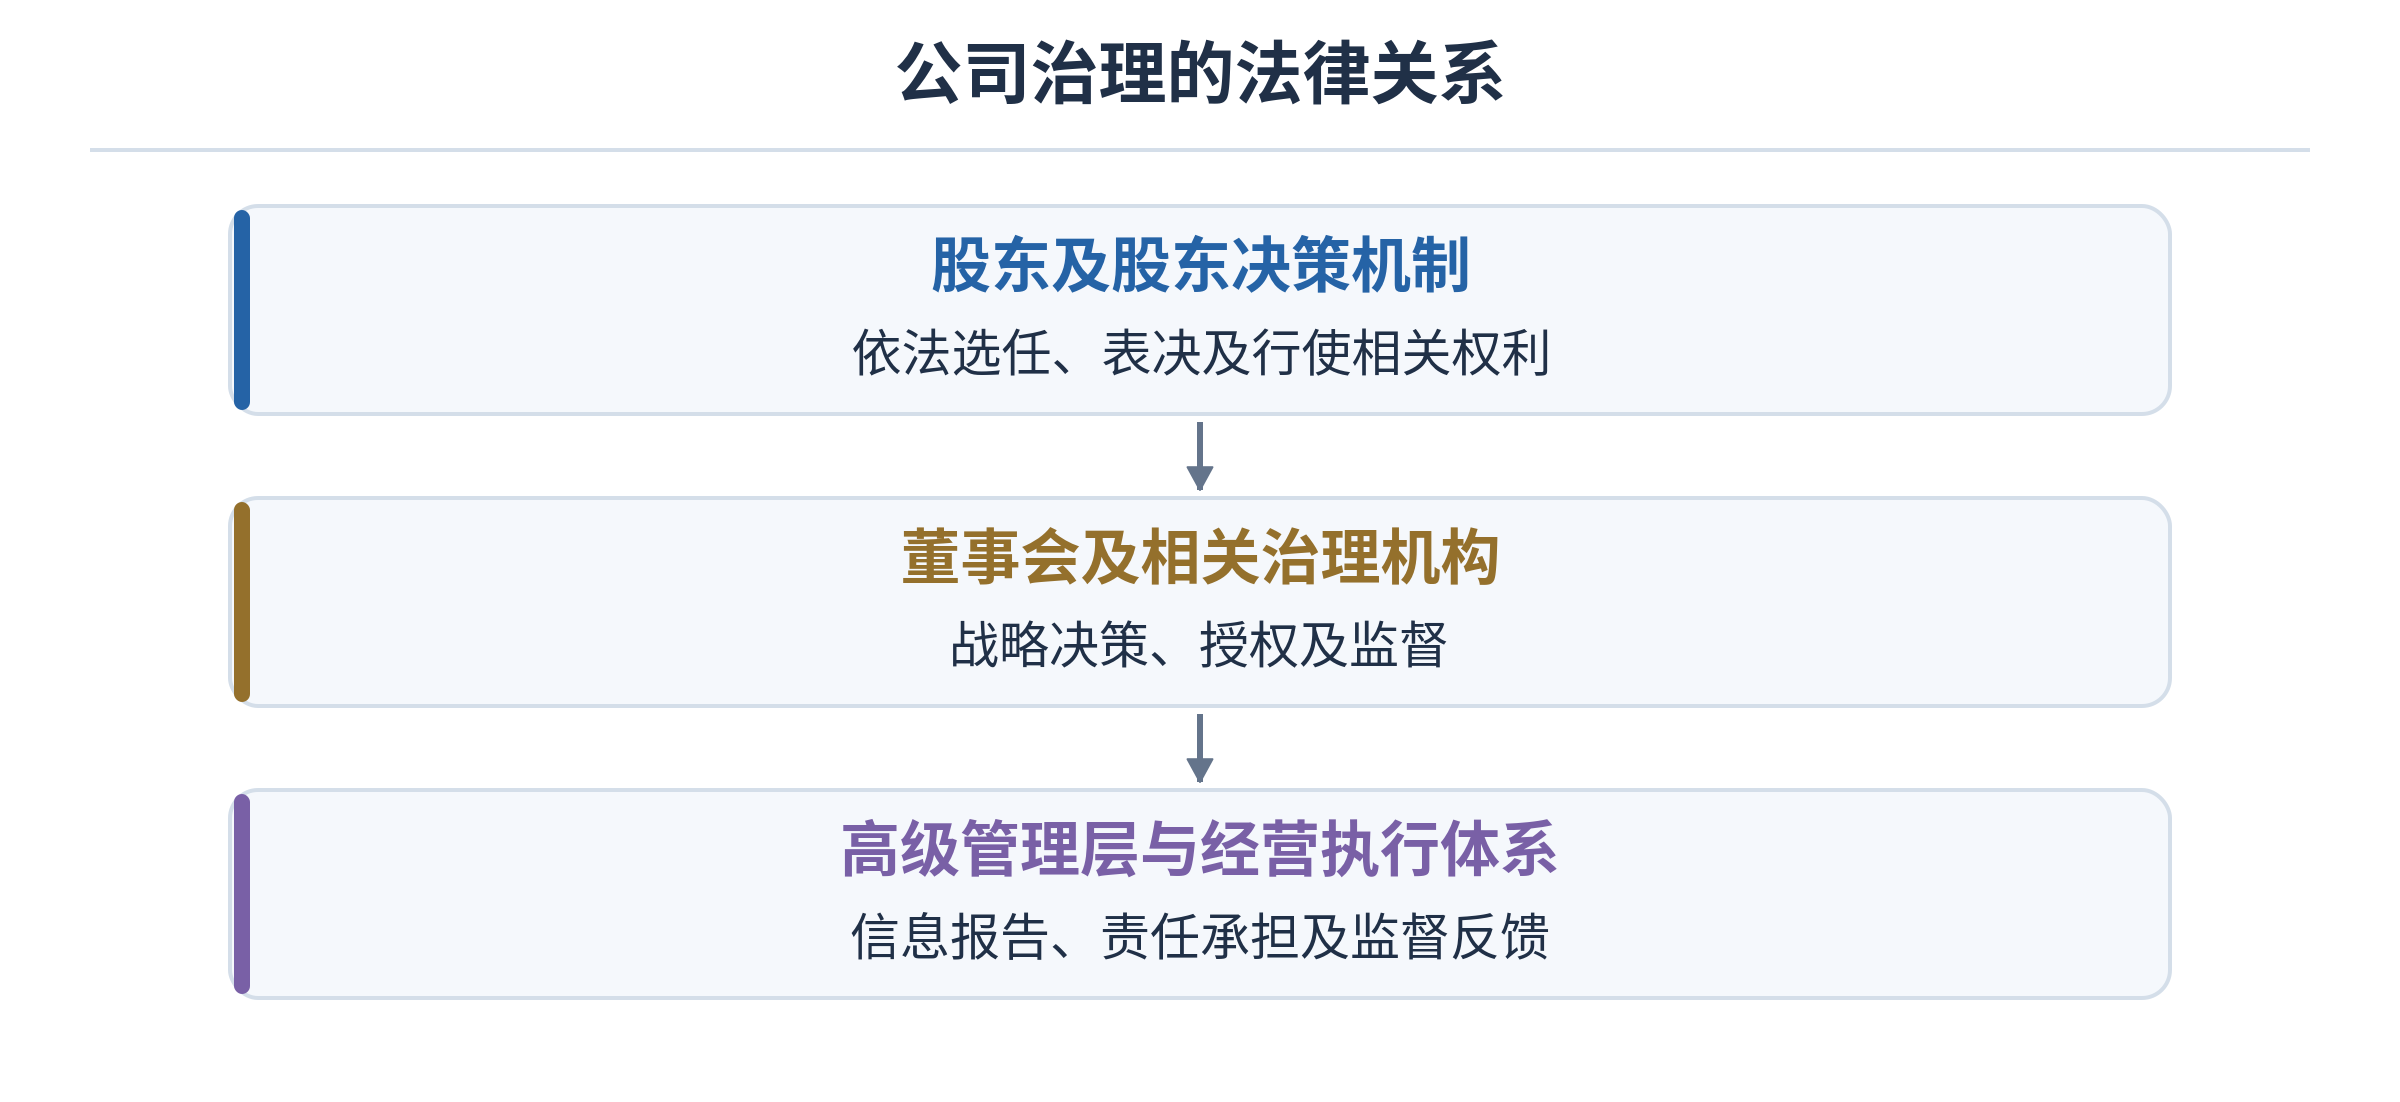 公司治理的法律关系
股东及股东决策机制
依法选任、表决及行使相关权利
董事会及相关治理机构
战略决策、授权及监督
高级管理层与经营执行体系
信息报告、责任承担及监督反馈